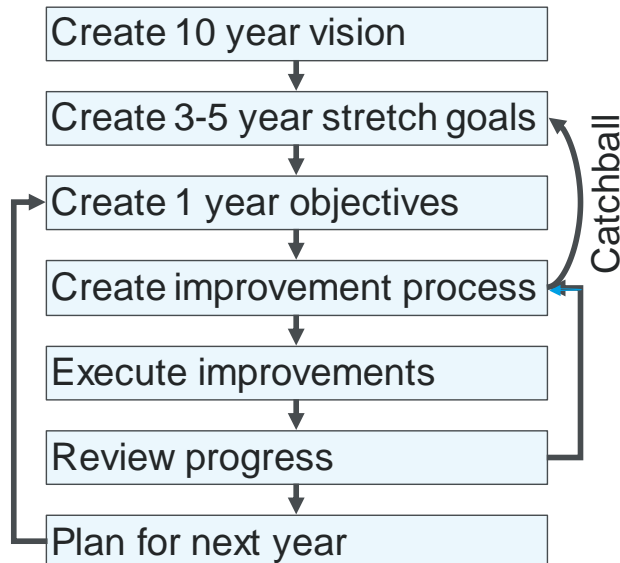 Create 10 year vision
Create 3-5 year stretch goals
Create 1 year objectives
Create improvement process
Execute improvements
Review progress
Plan for next year
Catchball